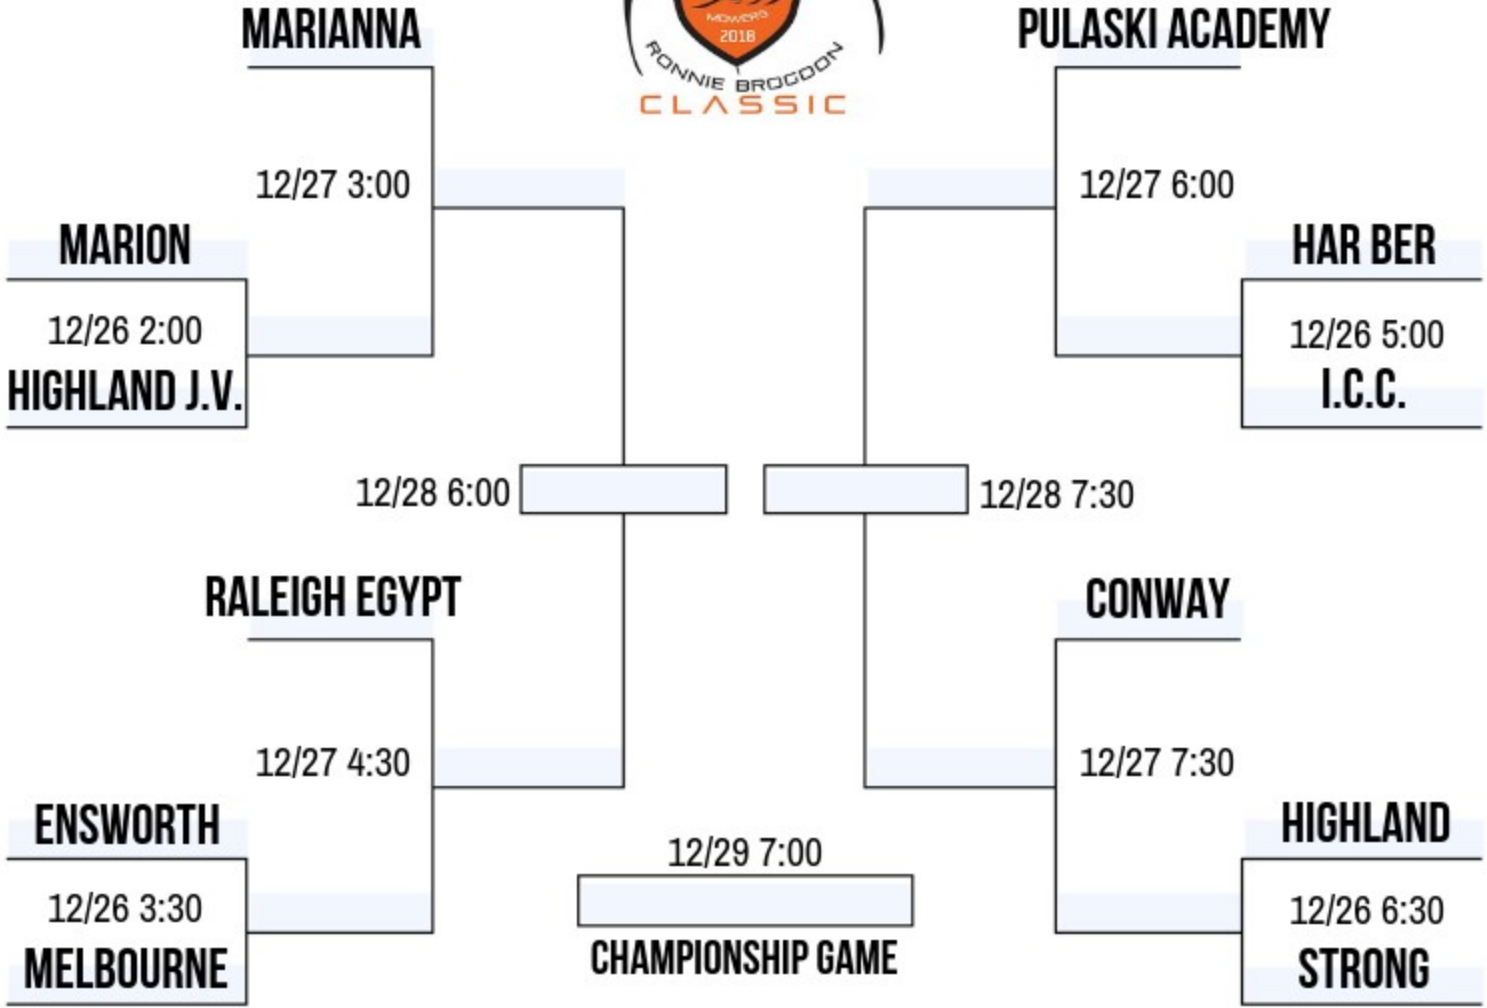 MOWERS
2018
RONNIE BROGDON
CLASSIC
MARIANNA
12/27 3:00
MARION
12/26 2:00
HIGHLAND J.V.
12/28 6:00
RALEIGH EGYPT
12/27 4:30
ENSWORTH
12/26 3:30
MELBOURNE
PULASKI ACADEMY
12/27 6:00
HAR BER
12/26 5:00
I.C.C.
12/28 7:30
CONWAY
12/27 7:30
HIGHLAND
12/26 6:30
STRONG
12/29 7:00
CHAMPIONSHIP GAME